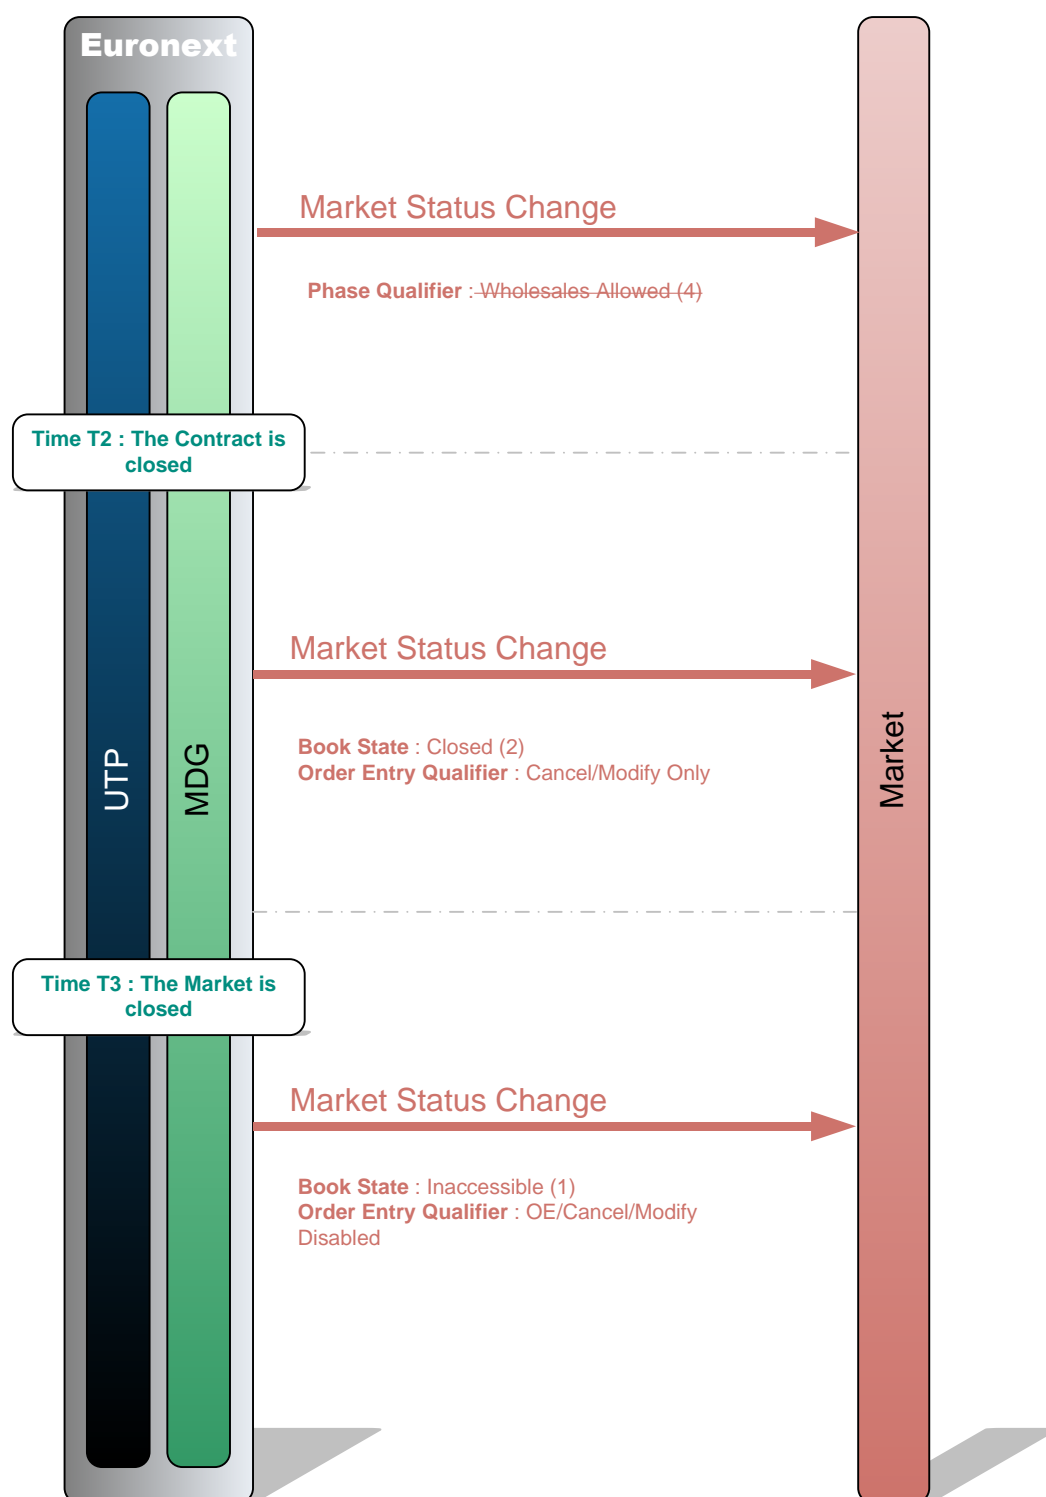 Euronext
Market Status Change
Phase Qualifier : Wholesales Allowed (4)
Time T2 : The Contract is
closed
Market Status Change
Book State : Closed (2)
Order Entry Qualifier : Cancel/Modify Only
UTP
MDG
Market
Time T3 : The Market is
closed
Market Status Change
Book State : Inaccessible (1)
Order Entry Qualifier : OE/Cancel/Modify
Disabled